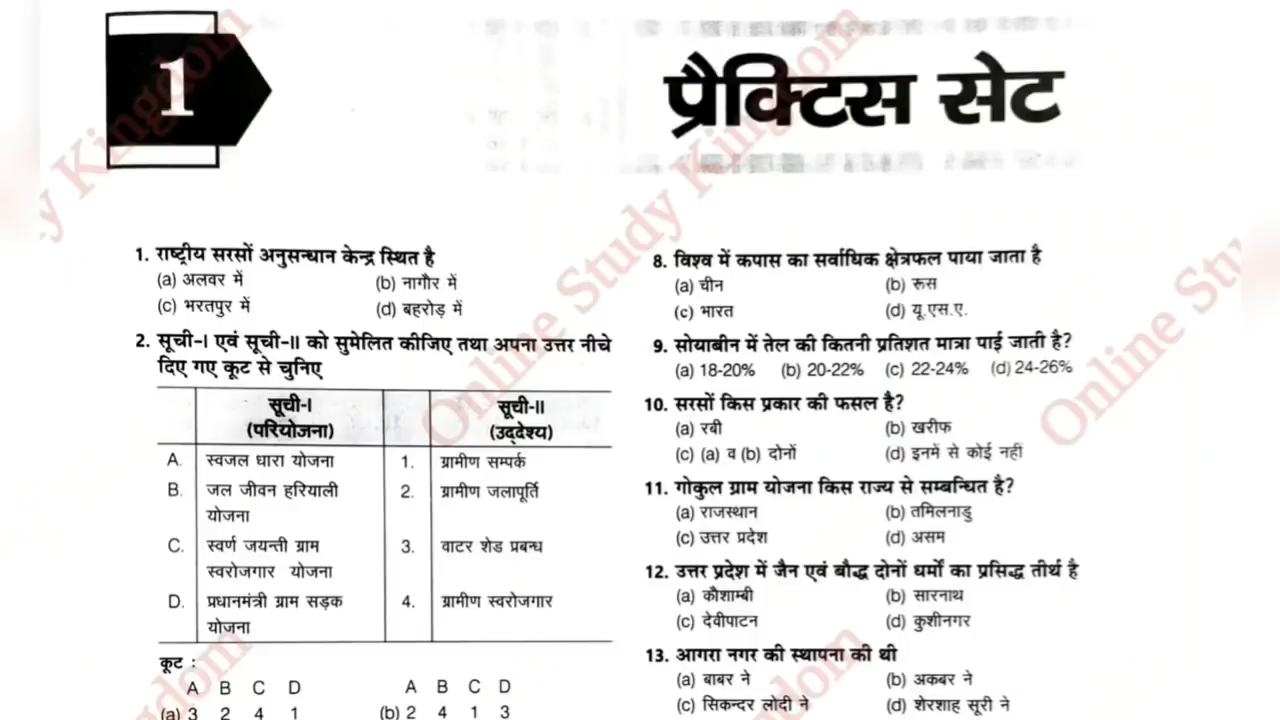 1
प्रैक्टिस सेट
1. राष्ट्रीय सरसों अनुसन्धान केन्द्र स्थित है
(a) अलवर में (b) नागौर में
(c) भरतपुर में (d) बहरोड़ में
2. सूची-I एवं सूची-II को सुमेलित कीजिए तथा अपना उत्तर नीचे
दिए गए कूट से चुनिए
सूची-I सूची-II
(परियोजना) (उद्देश्य)
A. स्वजल धारा योजना 1. ग्रामीण सम्पर्क
B. जल जीवन हरियाली 2. ग्रामीण जलापूर्ति
योजना
C. स्वर्ण जयन्ती ग्राम 3. वाटर शेड प्रबन्ध
स्वरोजगार योजना
D. प्रधानमंत्री ग्राम सड़क 4. ग्रामीण स्वरोजगार
योजना
कूट :
A B C D A B C D
(a) 3 2 4 1 (b) 2 4 1 3
8. विश्व में कपास का सर्वाधिक क्षेत्रफल पाया जाता है
(a) चीन (b) रूस
(c) भारत (d) यू.एस.ए.
9. सोयाबीन में तेल की कितनी प्रतिशत मात्रा पाई जाती है?
(a) 18-20% (b) 20-22% (c) 22-24% (d) 24-26%
10. सरसों किस प्रकार की फसल है?
(a) रबी (b) खरीफ
(c) (a) व (b) दोनों (d) इनमें से कोई नहीं
11. गोकुल ग्राम योजना किस राज्य से सम्बन्धित है?
(a) राजस्थान (b) तमिलनाडु
(c) उत्तर प्रदेश (d) असम
12. उत्तर प्रदेश में जैन एवं बौद्ध दोनों धर्मों का प्रसिद्ध तीर्थ है
(a) कौशाम्बी (b) सारनाथ
(c) देवीपाटन (d) कुशीनगर
13. आगरा नगर की स्थापना की थी
(a) बाबर ने (b) अकबर ने
(c) सिकन्दर लोदी ने (d) शेरशाह सूरी ने
Online Study Kingdom